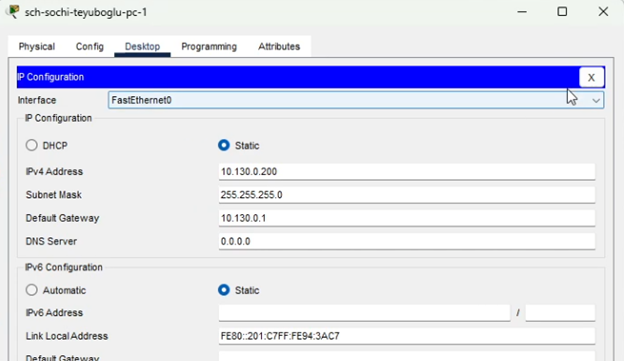 sch-sochi-teyuboglu-pc-1
Physical Config Desktop Programming Attributes
IP Configuration X
Interface FastEthernet0
IP Configuration
DHCP Static
IPv4 Address 10.130.0.200
Subnet Mask 255.255.255.0
Default Gateway 10.130.0.1
DNS Server 0.0.0.0
IPv6 Configuration
Automatic Static
IPv6 Address /
Link Local Address FE80::201:C7FF:FE94:3AC7
Default Gateway